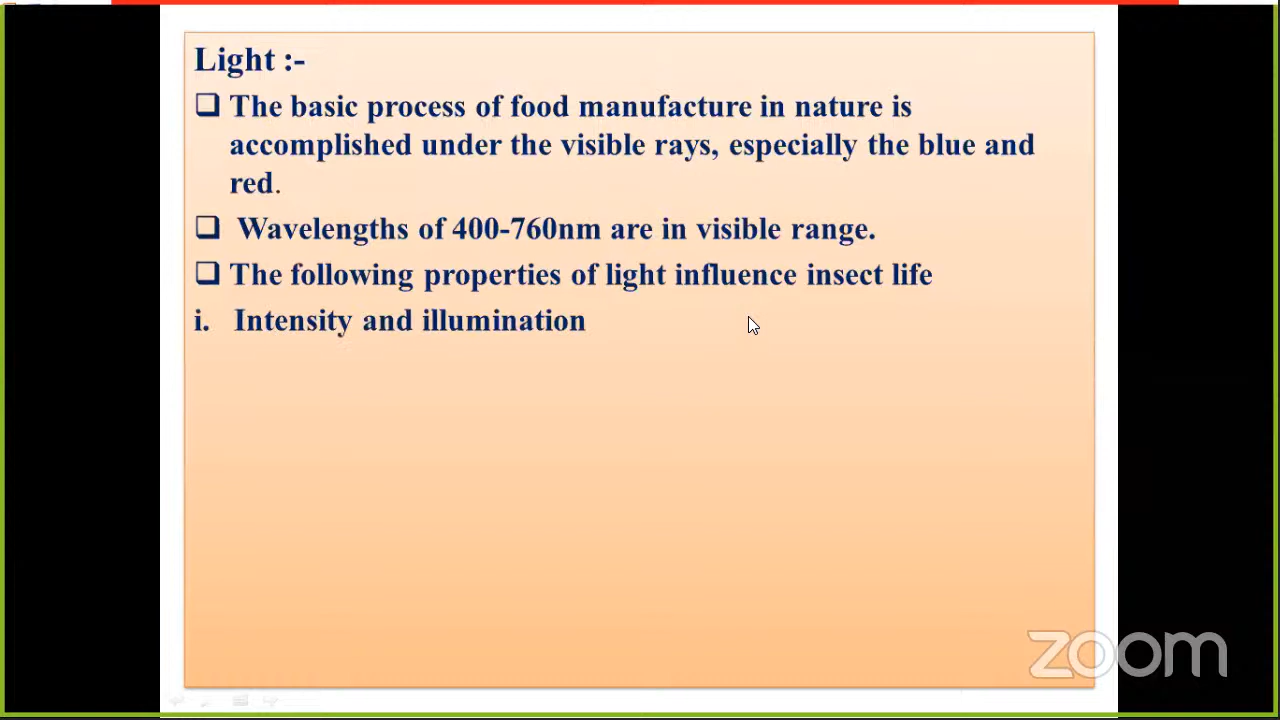 Light :-
❑ The basic process of food manufacture in nature is
accomplished under the visible rays, especially the blue and
red.
❑ Wavelengths of 400-760nm are in visible range.
❑ The following properties of light influence insect life
i. Intensity and illumination
zoom